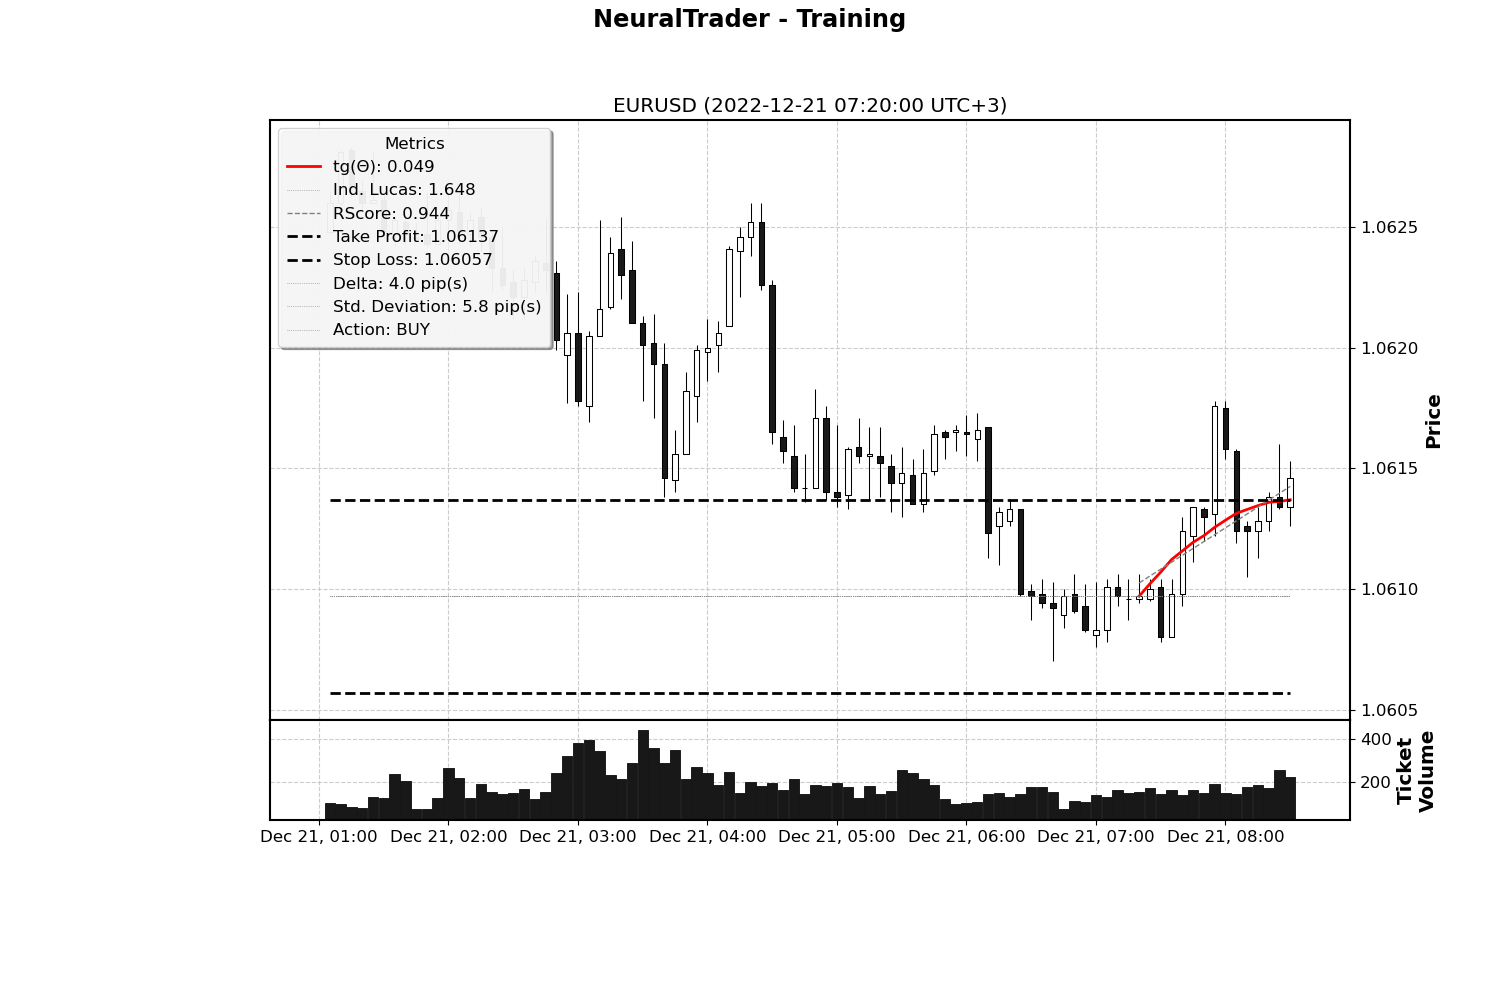 NeuralTrader - Training
EURUSD (2022-12-21 07:20:00 UTC+3)
Metrics
tg(Θ): 0.049
Ind. Lucas: 1.648
RScore: 0.944
Take Profit: 1.06137
Stop Loss: 1.06057
Delta: 4.0 pip(s)
Std. Deviation: 5.8 pip(s)
Action: BUY
1.0625
1.0620
1.0615
1.0610
1.0605
Price
400
200
Ticket
Volume
Dec 21, 01:00 Dec 21, 02:00 Dec 21, 03:00 Dec 21, 04:00 Dec 21, 05:00 Dec 21, 06:00 Dec 21, 07:00 Dec 21, 08:00